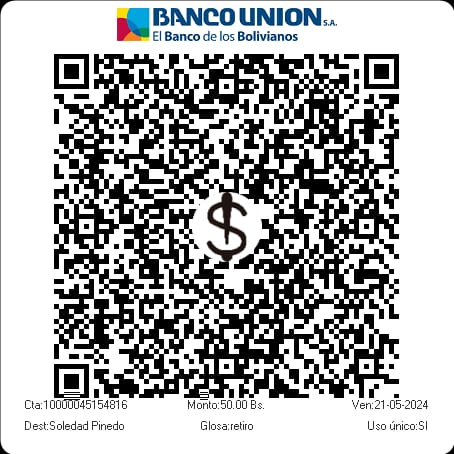 BANCO UNION S.A.
El Banco de los Bolivianos
$
Cta:10000045154816 Monto:50.00 Bs. Ven:21-05-2024
Dest:Soledad Pinedo Glosa:retiro Uso único:SI